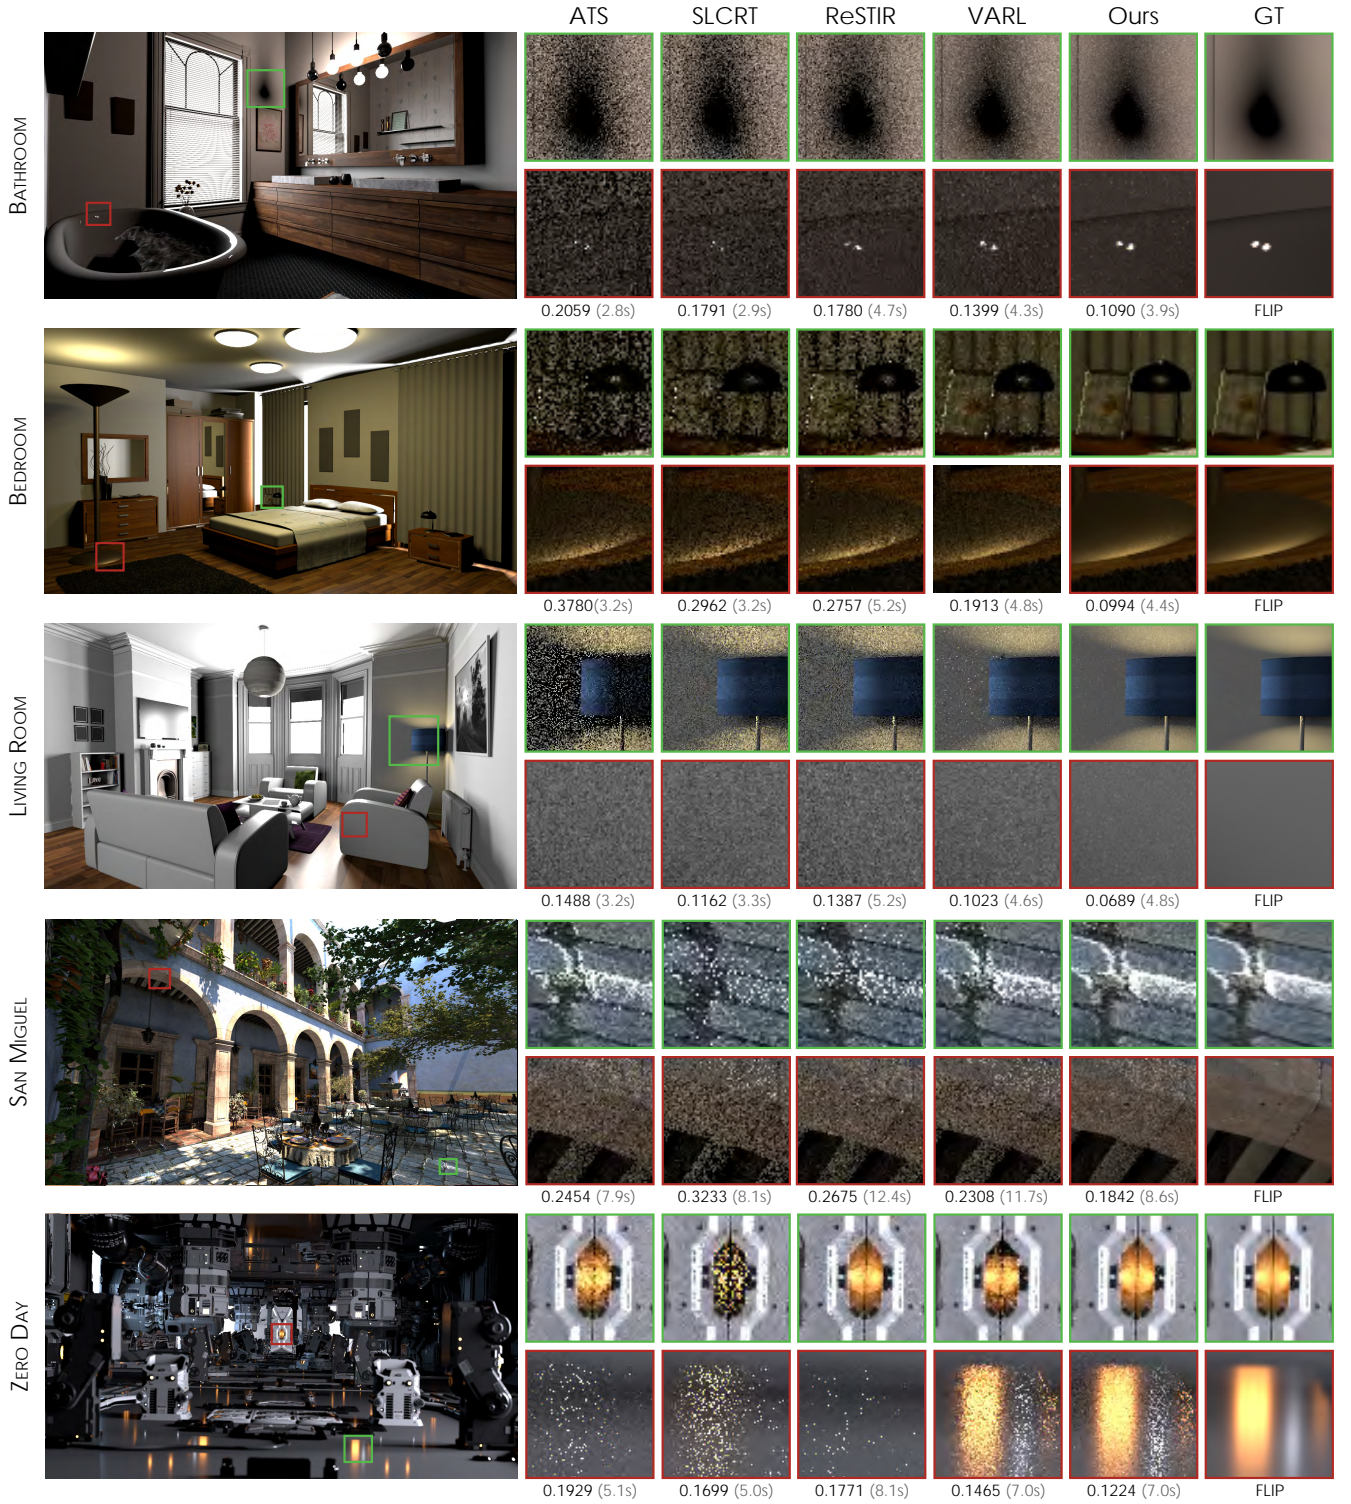 ATS SLCRT ReSTIR VARL Ours GT
BATHROOM
0.2059 (2.8s) 0.1791 (2.9s) 0.1780 (4.7s) 0.1399 (4.3s) 0.1090 (3.9s) FLIP
BEDROOM
0.3780(3.2s) 0.2962 (3.2s) 0.2757 (5.2s) 0.1913 (4.8s) 0.0994 (4.4s) FLIP
LIVING ROOM
0.1488 (3.2s) 0.1162 (3.3s) 0.1387 (5.2s) 0.1023 (4.6s) 0.0689 (4.8s) FLIP
SAN MIGUEL
0.2454 (7.9s) 0.3233 (8.1s) 0.2675 (12.4s) 0.2308 (11.7s) 0.1842 (8.6s) FLIP
ZERO DAY
0.1929 (5.1s) 0.1699 (5.0s) 0.1771 (8.1s) 0.1465 (7.0s) 0.1224 (7.0s) FLIP